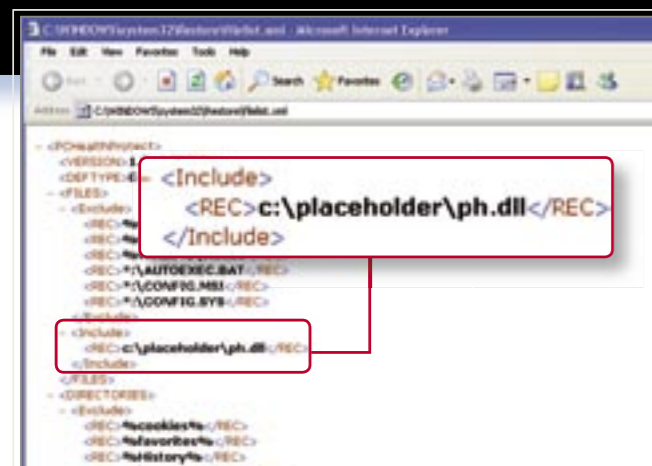 C:\WINDOWS\system32\Restore\filelist.xml - Microsoft Internet Explorer
File Edit View Favorites Tools Help
Search Favorites
Address C:\WINDOWS\system32\Restore\filelist.xml
- <PCHealthProtect>
<VERSION>1
<DEFTYPE>
- <FILES>
- <Exclude>
<REC>
<REC>
<REC>
<REC>*:\AUTOEXEC.BAT</REC>
<REC>*:\CONFIG.MSI</REC>
<REC>*:\CONFIG.SYS</REC>
</Exclude>
- <Include>
<REC>c:\placeholder\ph.dll</REC>
</Include>
</FILES>
- <DIRECTORIES>
- <Exclude>
<REC>%cookies%</REC>
<REC>%favorites%</REC>
<REC>%History%</REC>
<Include>
<REC>c:\placeholder\ph.dll</REC>
</Include>